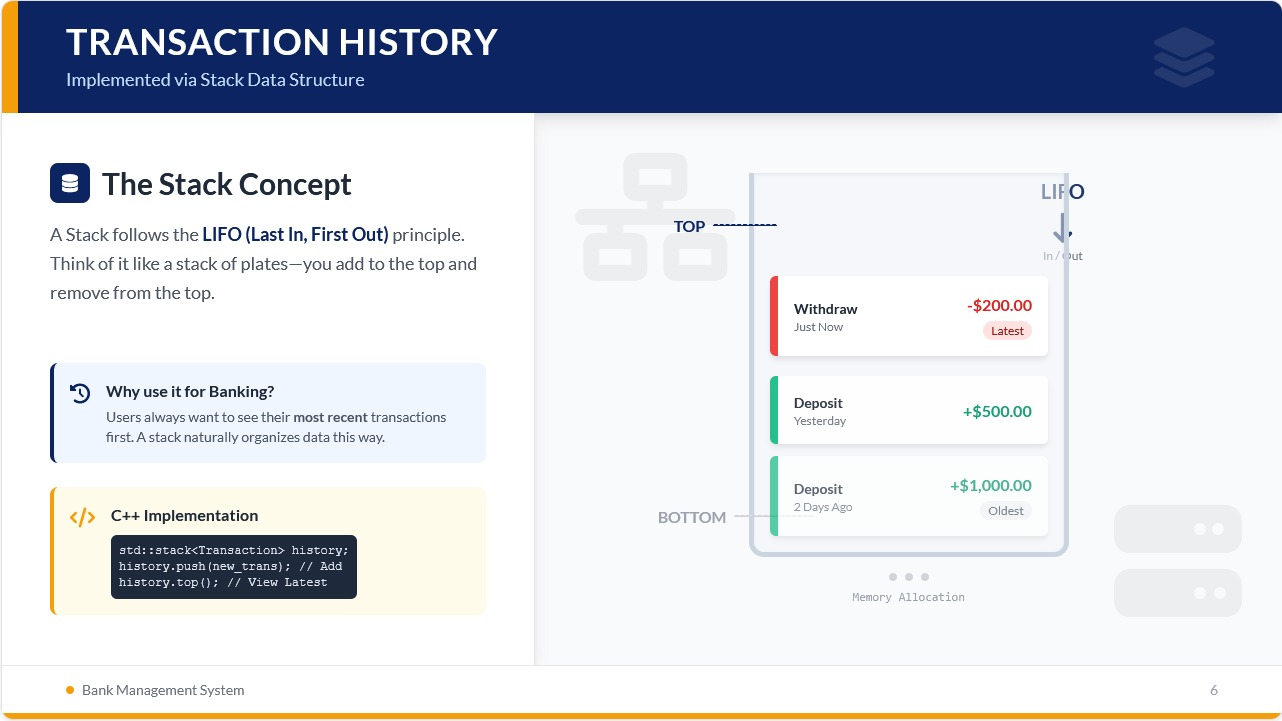 TRANSACTION HISTORY
Implemented via Stack Data Structure
The Stack Concept
A Stack follows the LIFO (Last In, First Out) principle.
Think of it like a stack of plates—you add to the top and
remove from the top.
Why use it for Banking?
Users always want to see their most recent transactions
first. A stack naturally organizes data this way.
C++ Implementation
std::stack<Transaction> history;
history.push(new_trans); // Add
history.top(); // View Latest
LIFO
In / Out
TOP
Withdraw
Just Now
-$200.00
Latest
Deposit
Yesterday
+$500.00
Deposit
2 Days Ago
+$1,000.00
Oldest
BOTTOM
Memory Allocation
Bank Management System
6